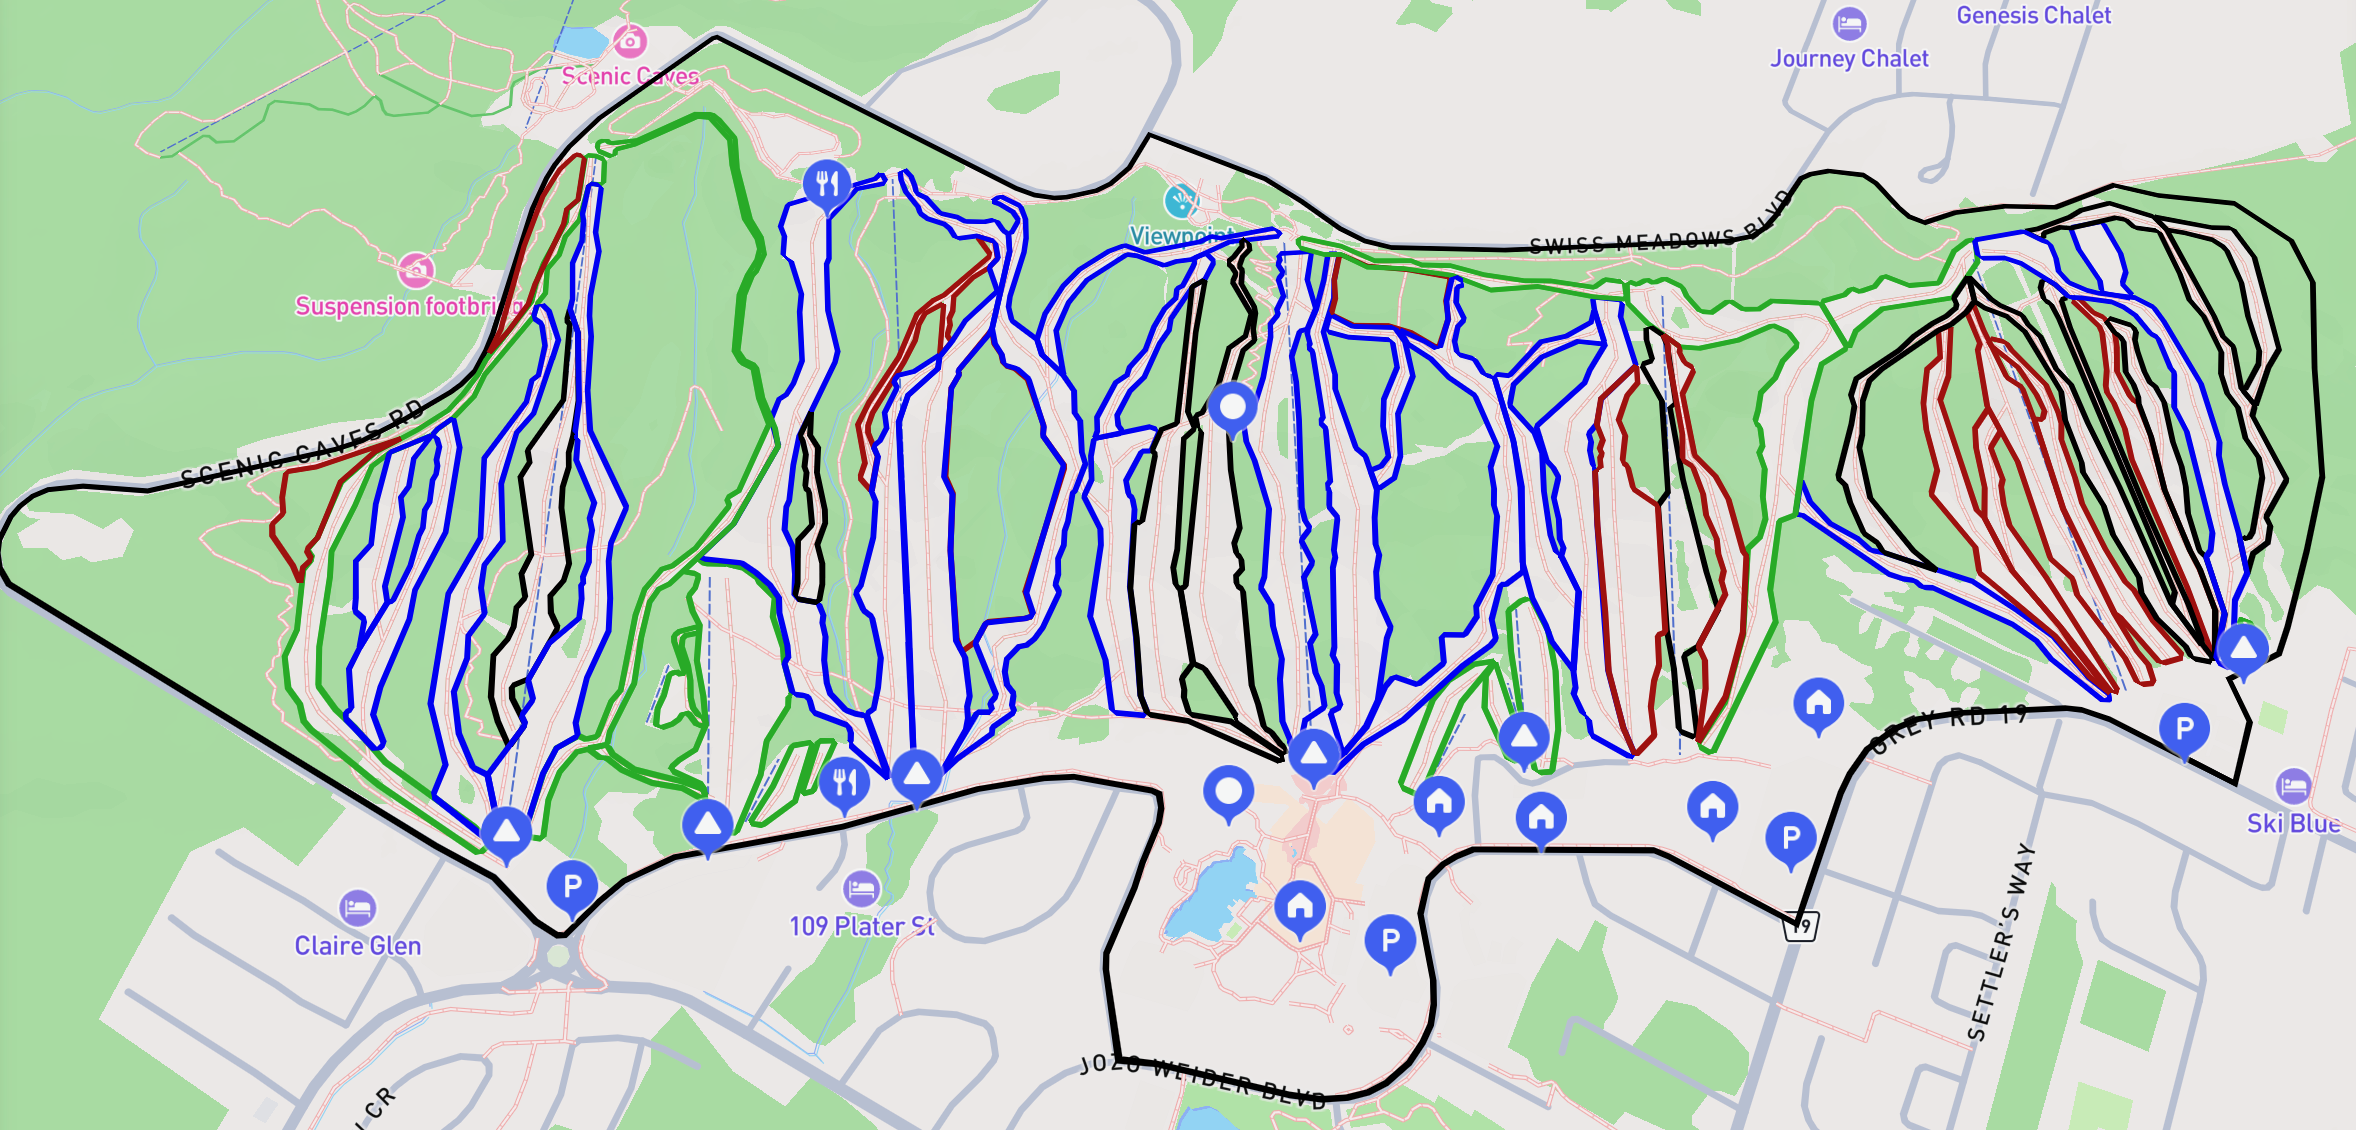 Genesis Chalet
Journey Chalet
Scenic Caves
Viewpoint
SWISS MEADOWS BLVD
Suspension footbridg
SCENIC CAVES RD
GREY RD 19
P
P
Ski Blue
P
P
109 Plater St
Claire Glen
19
P
SETTLER'S WAY
JOZO WEIDER BLVD
CR